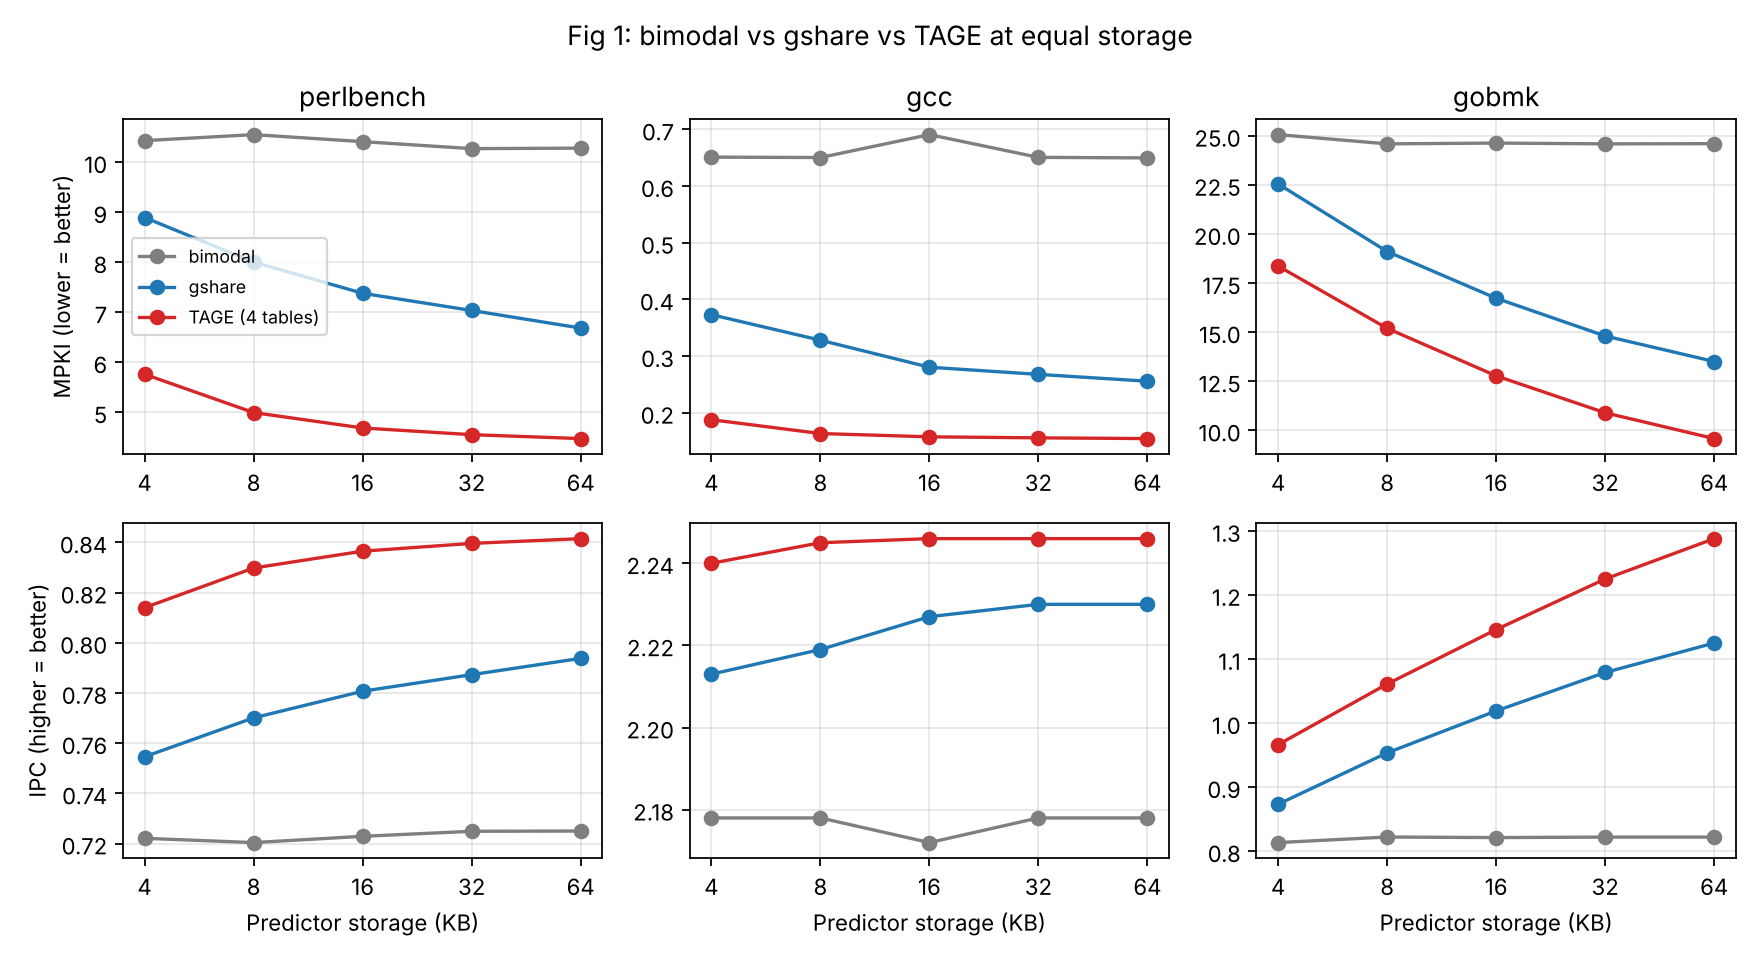 Fig 1: bimodal vs gshare vs TAGE at equal storage
perlbench
gcc
gobmk
MPKI (lower = better)
10
9
8
7
6
5
bimodal
gshare
TAGE (4 tables)
4 8 16 32 64
0.7
0.6
0.5
0.4
0.3
0.2
4 8 16 32 64
25.0
22.5
20.0
17.5
15.0
12.5
10.0
4 8 16 32 64
IPC (higher = better)
0.84
0.82
0.80
0.78
0.76
0.74
0.72
4 8 16 32 64
Predictor storage (KB)
2.24
2.22
2.20
2.18
4 8 16 32 64
Predictor storage (KB)
1.3
1.2
1.1
1.0
0.9
0.8
4 8 16 32 64
Predictor storage (KB)